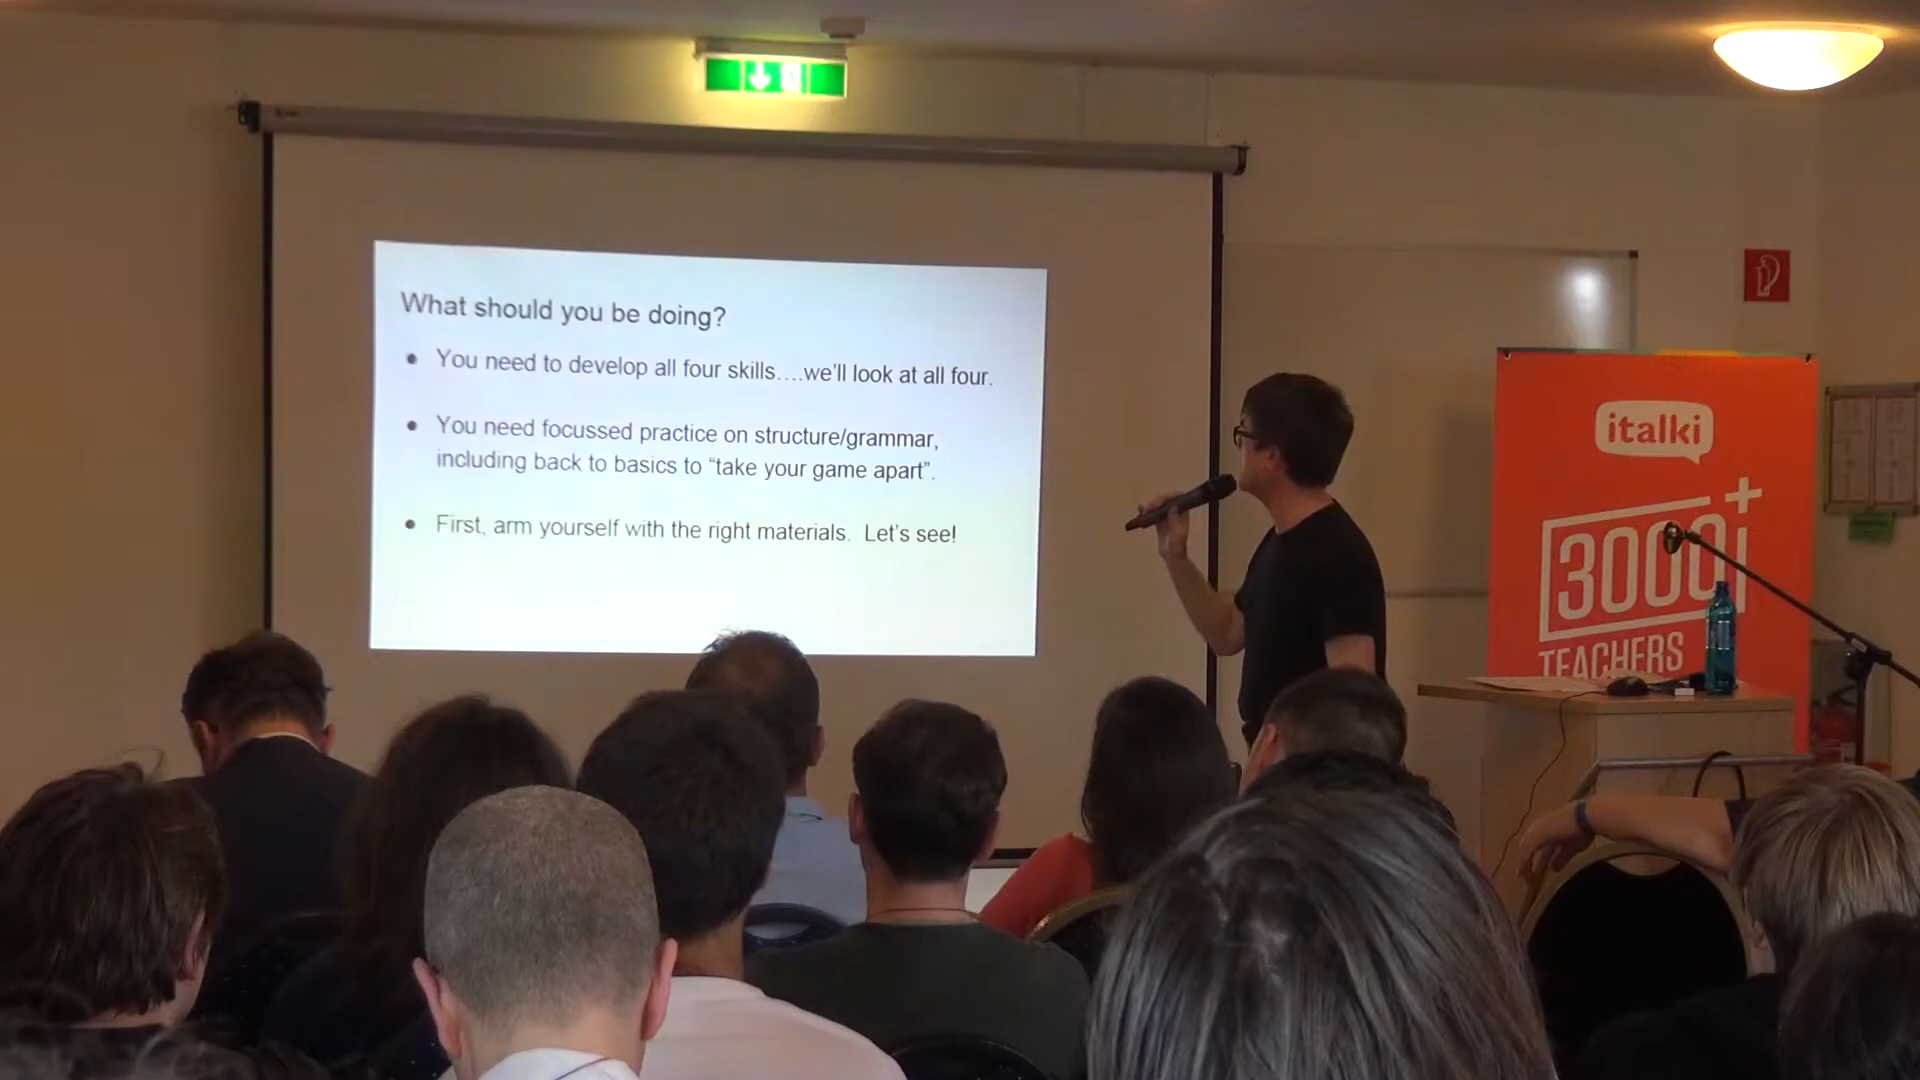 What should you be doing?
● You need to develop all four skills....we'll look at all four.
● You need focussed practice on structure/grammar,
including back to basics to “take your game apart”.
● First, arm yourself with the right materials. Let's see!
italki
3000+
TEACHERS